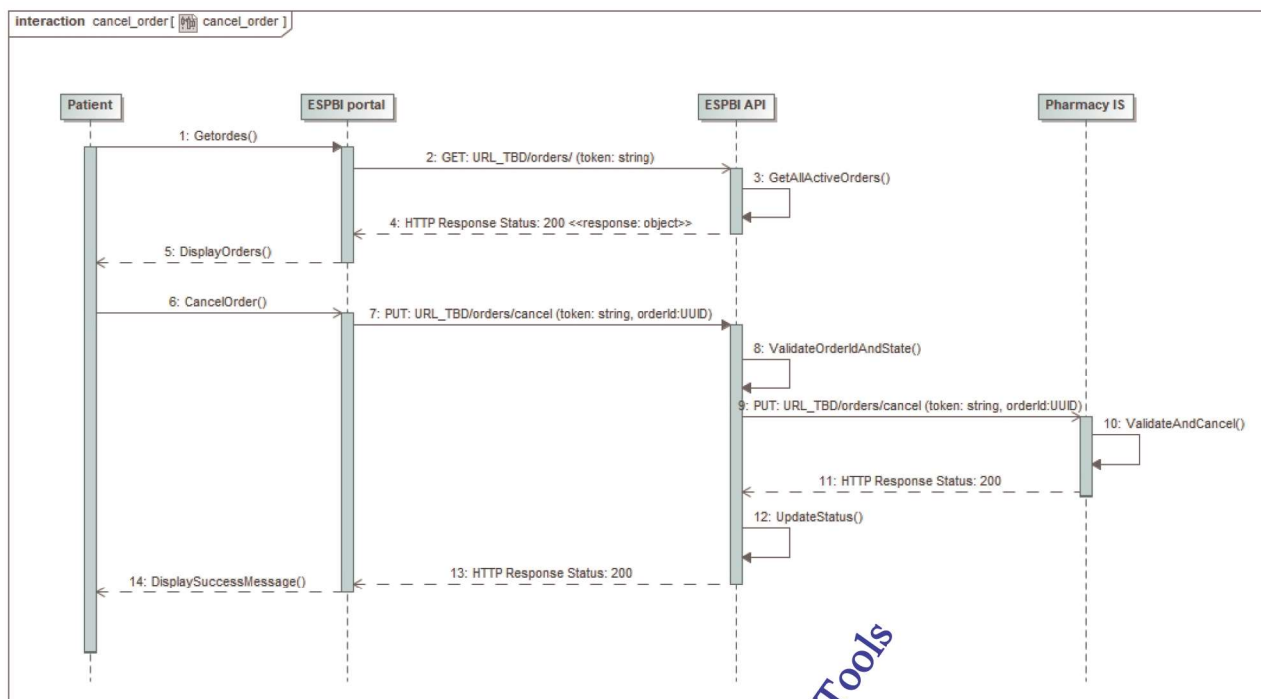 interaction cancel_order [ cancel_order ]
Patient
ESPBI portal
ESPBI API
Pharmacy IS
1: Getordes()
2: GET: URL_TBD/orders/ (token: string)
3: GetAllActiveOrders()
4: HTTP Response Status: 200 <<response: object>>
5: DisplayOrders()
6: CancelOrder()
7: PUT: URL_TBD/orders/cancel (token: string, orderId:UUID)
8: ValidateOrderIdAndState()
9: PUT: URL_TBD/orders/cancel (token: string, orderId:UUID)
10: ValidateAndCancel()
11: HTTP Response Status: 200
12: UpdateStatus()
13: HTTP Response Status: 200
14: DisplaySuccessMessage()
Tools